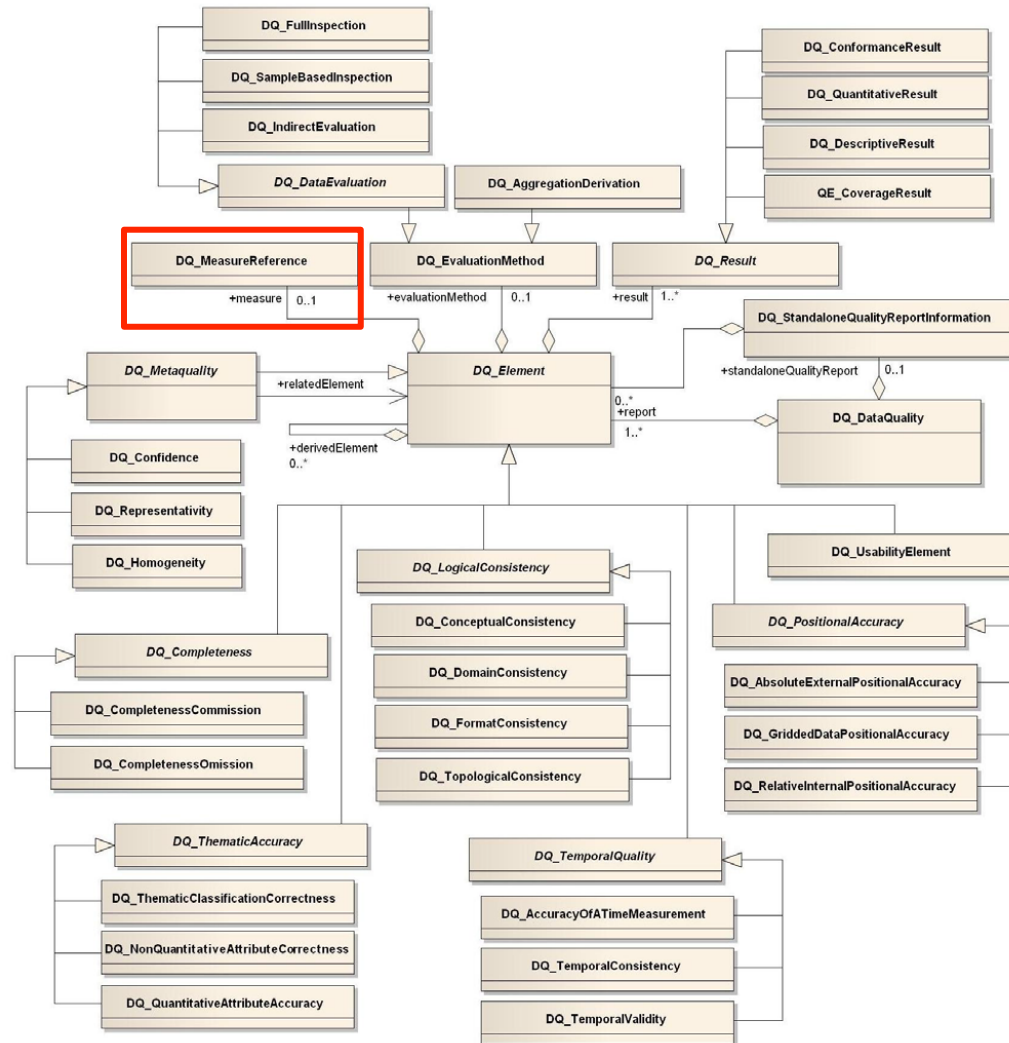 DQ_FullInspection
DQ_ConformanceResult
DQ_SampleBasedInspection
DQ_QuantitativeResult
DQ_IndirectEvaluation
DQ_DescriptiveResult
DQ_DataEvaluation
DQ_AggregationDerivation
QE_CoverageResult
DQ_MeasureReference
DQ_EvaluationMethod
DQ_Result
+measure
0..1
+evaluationMethod
0..1
+result
1..*
DQ_StandaloneQualityReportInformation
DQ_Metaquality
+relatedElement
DQ_Element
+standaloneQualityReport
0..1
0..*
+report
1..*
DQ_DataQuality
+derivedElement
0..*
DQ_Confidence
DQ_Representativity
DQ_Homogeneity
DQ_LogicalConsistency
DQ_UsabilityElement
DQ_ConceptualConsistency
DQ_PositionalAccuracy
DQ_Completeness
DQ_DomainConsistency
DQ_AbsoluteExternalPositionalAccuracy
DQ_CompletenessCommission
DQ_FormatConsistency
DQ_GriddedDataPositionalAccuracy
DQ_CompletenessOmission
DQ_TopologicalConsistency
DQ_RelativeInternalPositionalAccuracy
DQ_ThematicAccuracy
DQ_TemporalQuality
DQ_ThematicClassificationCorrectness
DQ_AccuracyOfATimeMeasurement
DQ_NonQuantitativeAttributeCorrectness
DQ_TemporalConsistency
DQ_QuantitativeAttributeAccuracy
DQ_TemporalValidity